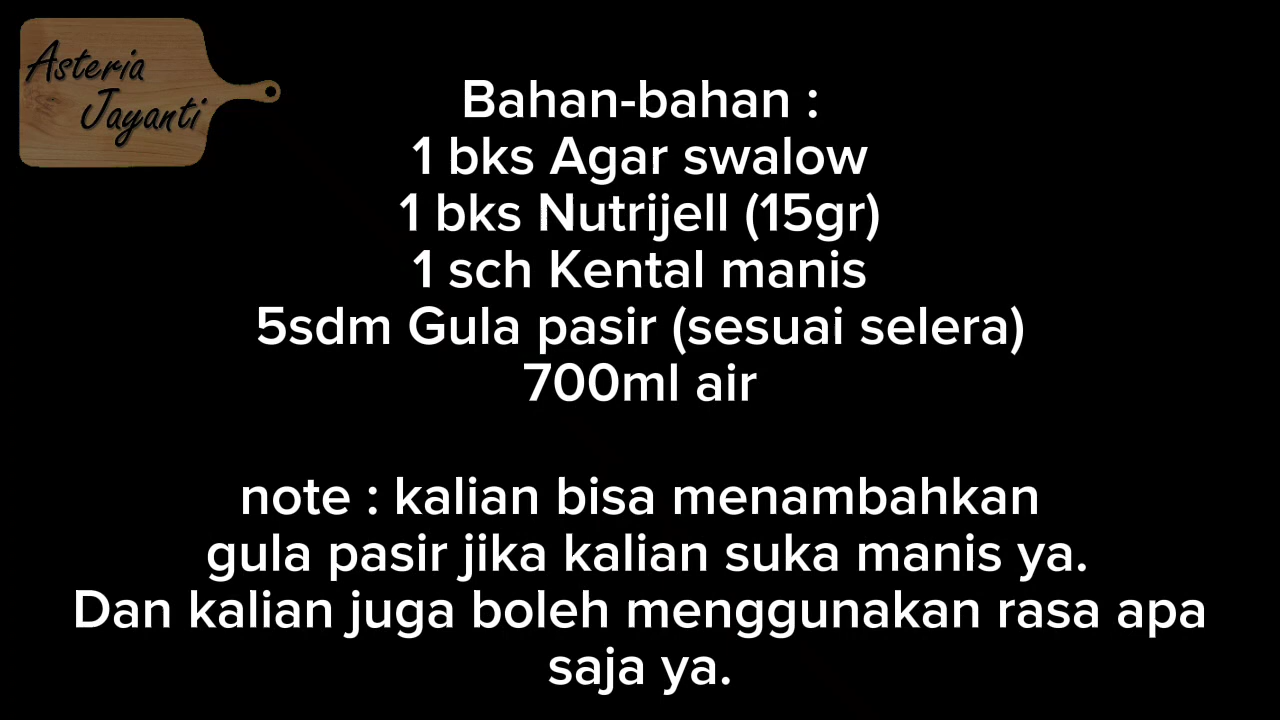 Asteria
Jayanti
Bahan-bahan :
1 bks Agar swalow
1 bks Nutrijell (15gr)
1 sch Kental manis
5sdm Gula pasir (sesuai selera)
700ml air
note : kalian bisa menambahkan
gula pasir jika kalian suka manis ya.
Dan kalian juga boleh menggunakan rasa apa
saja ya.